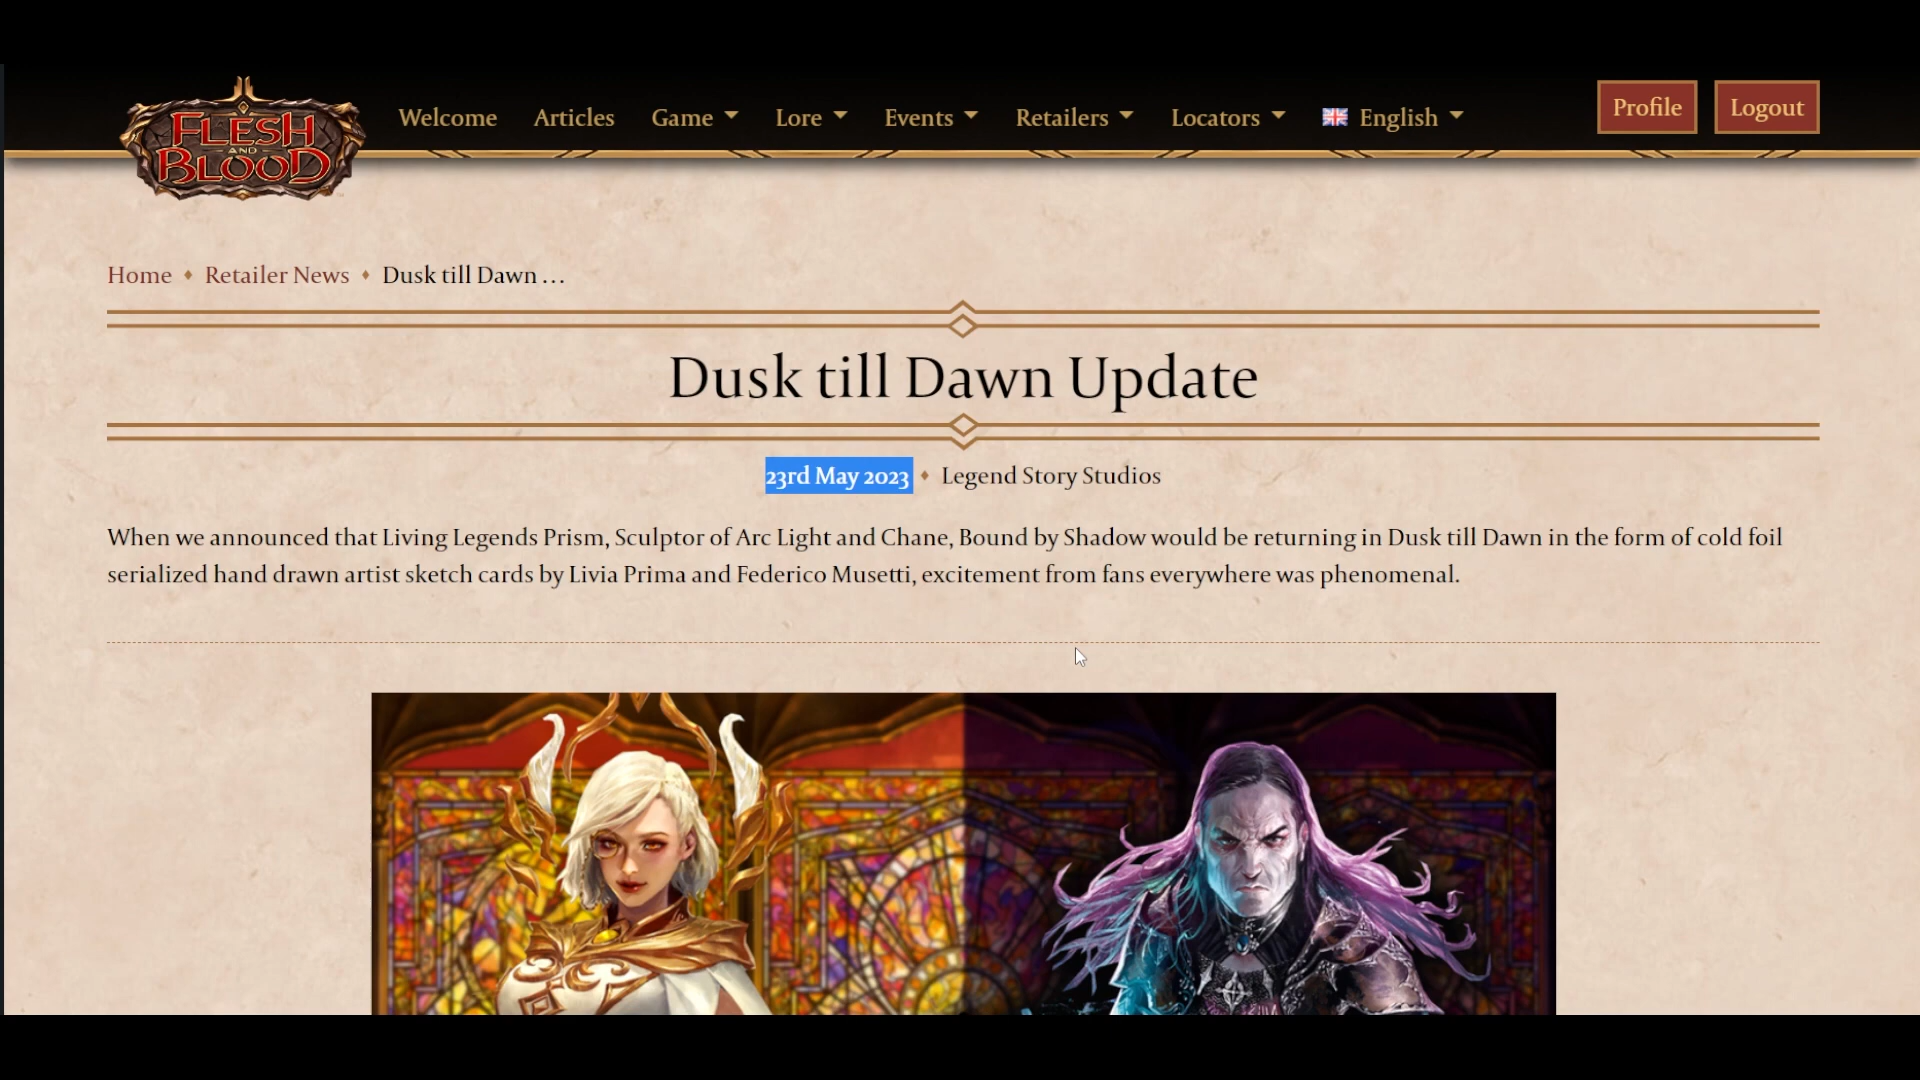 FLESH
AND
BLOOD
Welcome Articles Game Lore Events Retailers Locators English Profile Logout
Home ♦ Retailer News ♦ Dusk till Dawn …
Dusk till Dawn Update
23rd May 2023 ♦ Legend Story Studios
When we announced that Living Legends Prism, Sculptor of Arc Light and Chane, Bound by Shadow would be returning in Dusk till Dawn in the form of cold foil
serialized hand drawn artist sketch cards by Livia Prima and Federico Musetti, excitement from fans everywhere was phenomenal.